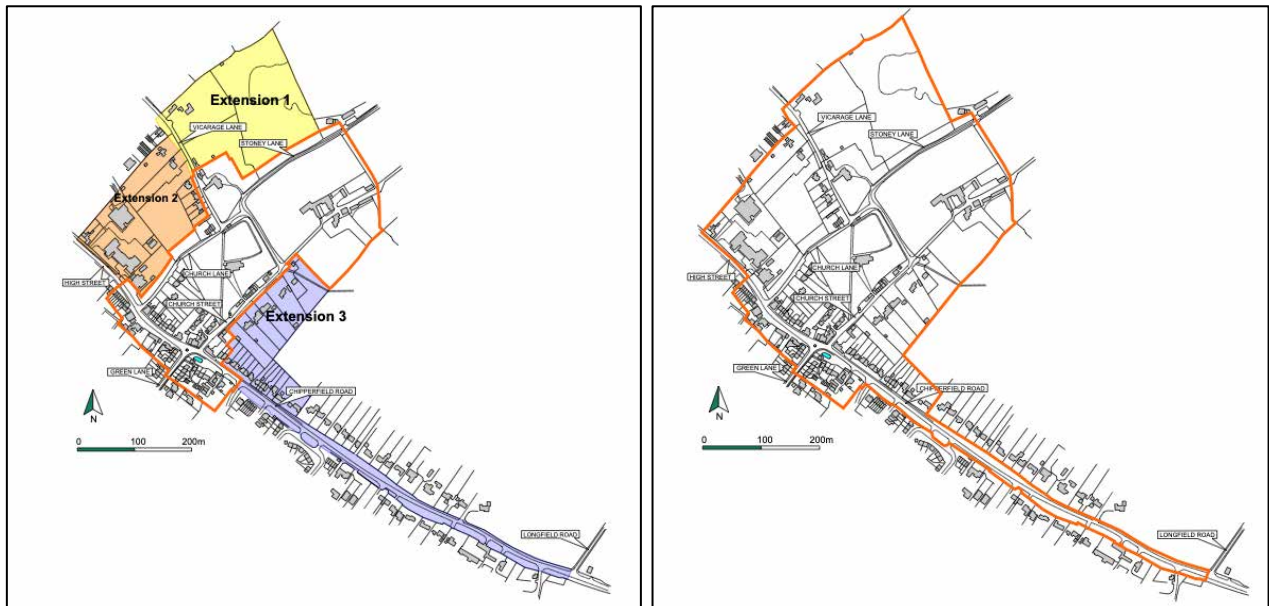 Extension 1
VICARAGE LANE
STONEY LANE
Extension 2
HIGH STREET
CHURCH LANE
CHURCH STREET
Extension 3
GREEN LANE
CHIPPERFIELD ROAD
N
0 100 200m
LONGFIELD ROAD
VICARAGE LANE
STONEY LANE
HIGH STREET
CHURCH LANE
CHURCH STREET
GREEN LANE
CHIPPERFIELD ROAD
N
0 100 200m
LONGFIELD ROAD